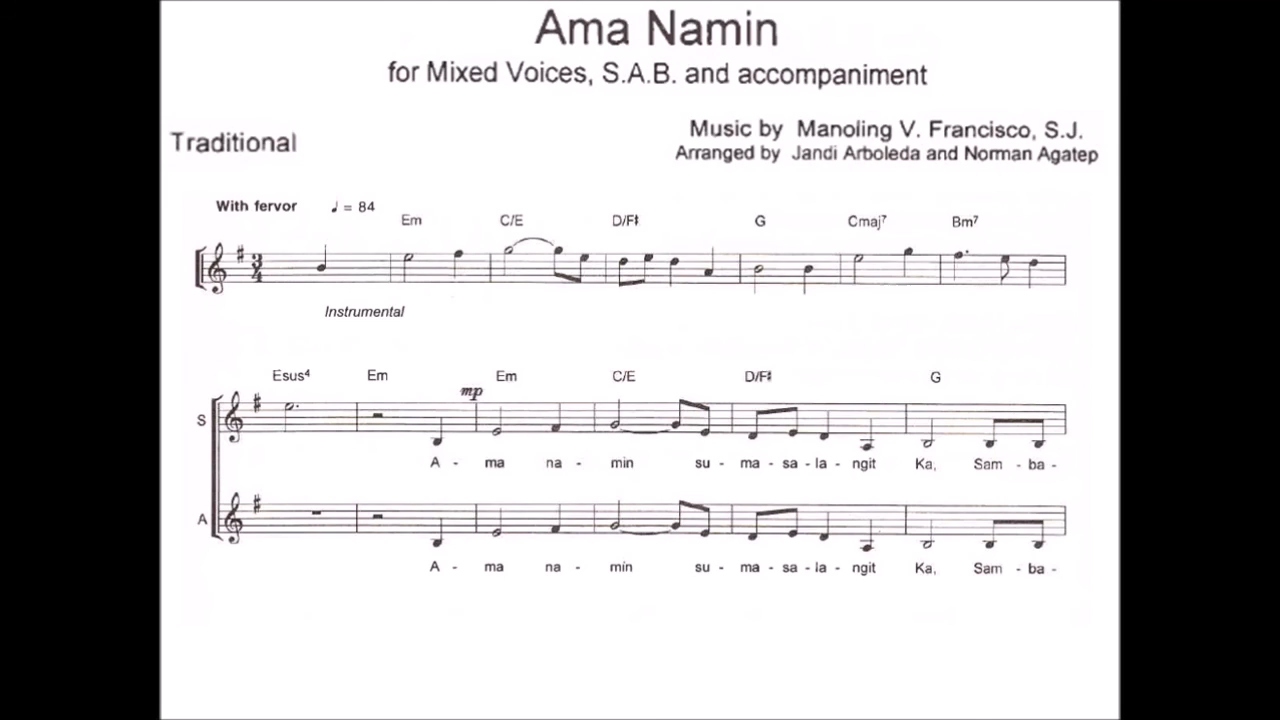 Ama Namin
for Mixed Voices, S.A.B. and accompaniment
Traditional
Music by Manoling V. Francisco, S.J.
Arranged by Jandi Arboleda and Norman Agatep
With fervor ♩ = 84
Em C/E D/F♯ G Cmaj7 Bm7
3
4
Instrumental
Esus4 Em Em C/E D/F♯ G
mp
S
A - ma na - min su - ma - sa - la - ngit Ka, Sam - ba -
A
A - ma na - min su - ma - sa - la - ngit Ka, Sam - ba -